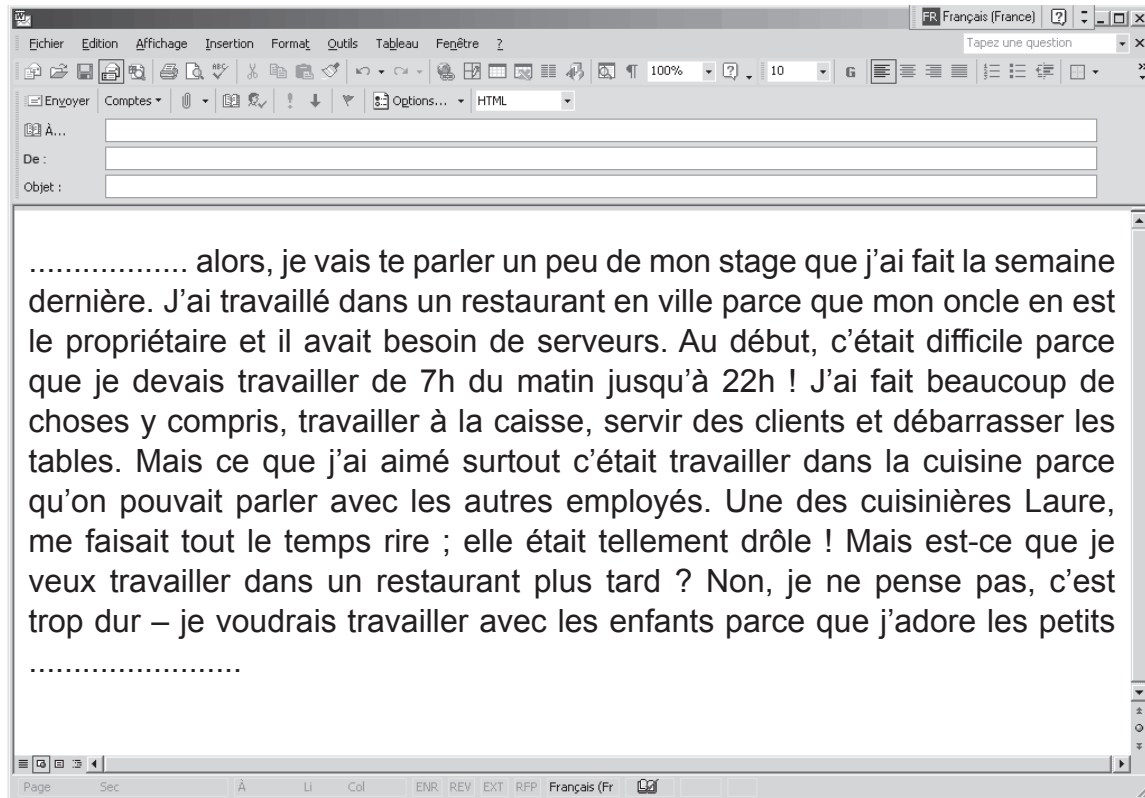 FR Français (France)
Fichier Edition Affichage Insertion Format Outils Tableau Fenêtre ? Tapez une question
100% 10 G
Envoyer Comptes Options... HTML
À...
De :
Objet :
.................. alors, je vais te parler un peu de mon stage que j’ai fait la semaine
dernière. J’ai travaillé dans un restaurant en ville parce que mon oncle en est
le propriétaire et il avait besoin de serveurs. Au début, c’était difficile parce
que je devais travailler de 7h du matin jusqu’à 22h ! J’ai fait beaucoup de
choses y compris, travailler à la caisse, servir des clients et débarrasser les
tables. Mais ce que j’ai aimé surtout c’était travailler dans la cuisine parce
qu’on pouvait parler avec les autres employés. Une des cuisinières Laure,
me faisait tout le temps rire ; elle était tellement drôle ! Mais est-ce que je
veux travailler dans un restaurant plus tard ? Non, je ne pense pas, c’est
trop dur – je voudrais travailler avec les enfants parce que j’adore les petits
........................
Page Sec À Li Col ENR REV EXT RFP Français (Fr